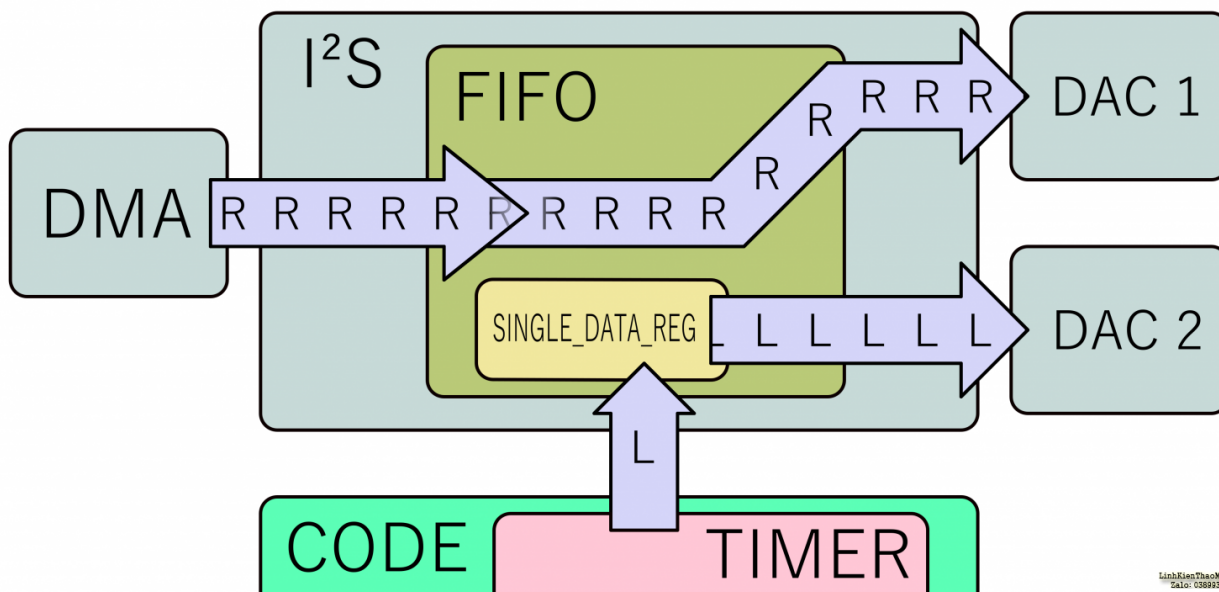 I²S
FIFO
DMA
R R R R R R R R R R R R R R R
DAC 1
SINGLE_DATA_REG
L L L L L L
DAC 2
L
CODE
TIMER